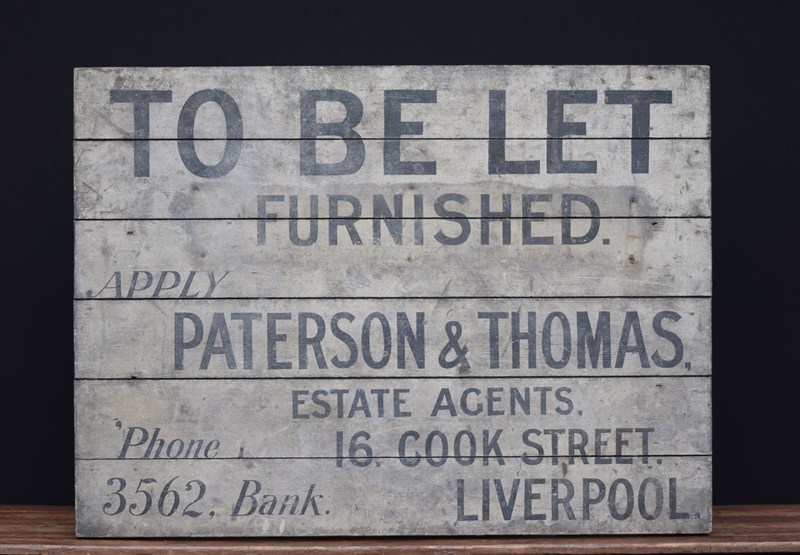 TO BE LET
FURNISHED.
APPLY
PATERSON & THOMAS,
ESTATE AGENTS.
'Phone 16. COOK STREET.
3562, Bank. LIVERPOOL.